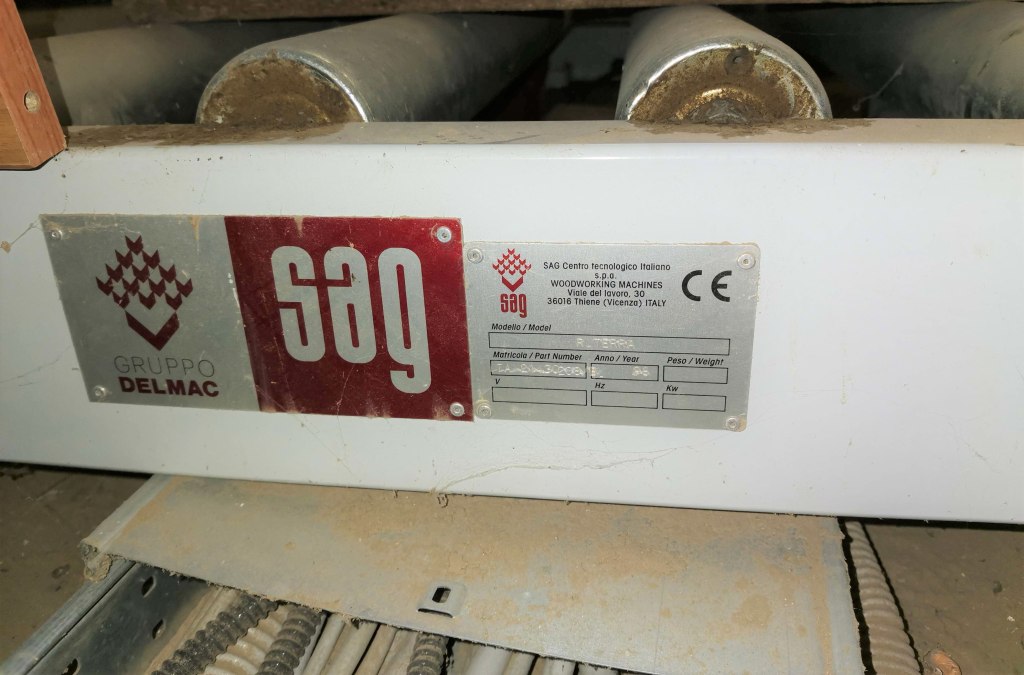 GRUPPO
DELMAC
sag
sag
SAG Centro tecnologico Italiano
s.p.a.
WOODWORKING MACHINES
Viale del lavoro, 30
36016 Thiene (Vicenza) ITALY
CE
Modello / Model
RLTERRA
Matricola / Part Number Anno / Year Peso / Weight
V Hz Kw